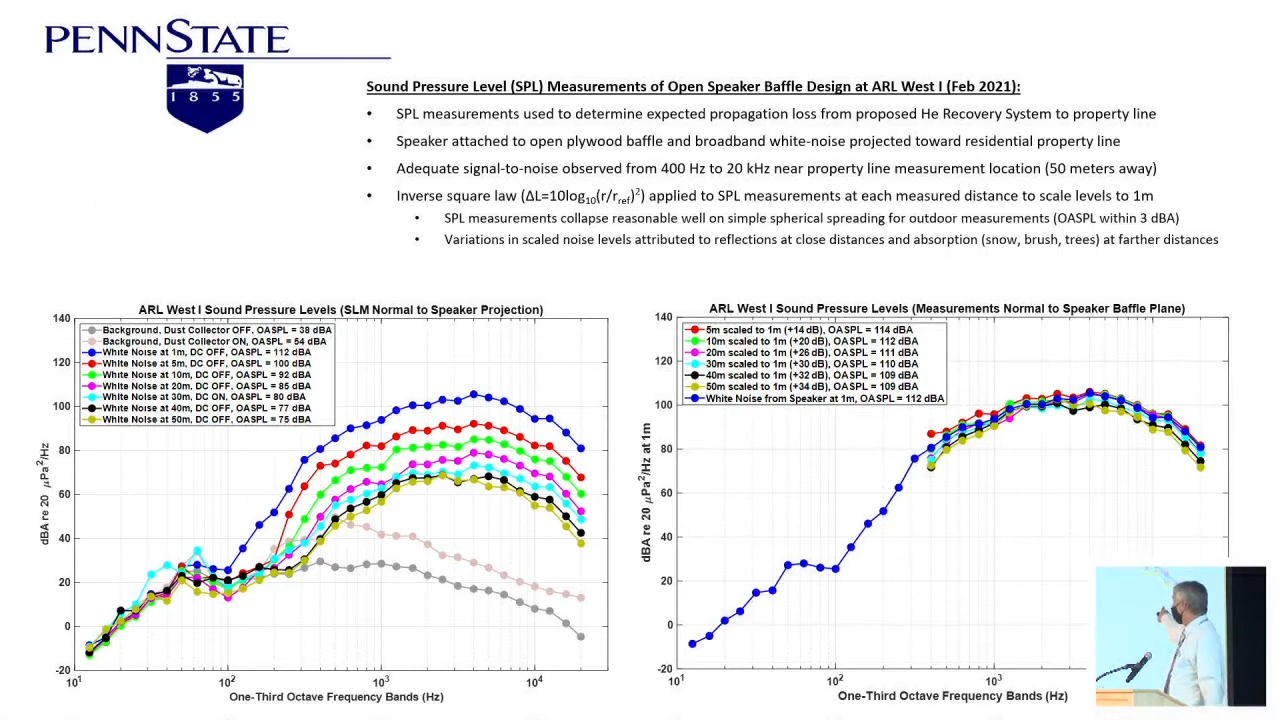 PENNSTATE
1855
Sound Pressure Level (SPL) Measurements of Open Speaker Baffle Design at ARL West I (Feb 2021):
• SPL measurements used to determine expected propagation loss from proposed He Recovery System to property line
• Speaker attached to open plywood baffle and broadband white-noise projected toward residential property line
• Adequate signal-to-noise observed from 400 Hz to 20 kHz near property line measurement location (50 meters away)
• Inverse square law (ΔL=10log10(r/rref)²) applied to SPL measurements at each measured distance to scale levels to 1m
• SPL measurements collapse reasonable well on simple spherical spreading for outdoor measurements (OASPL within 3 dBA)
• Variations in scaled noise levels attributed to reflections at close distances and absorption (snow, brush, trees) at farther distances
ARL West I Sound Pressure Levels (SLM Normal to Speaker Projection)
Background, Dust Collector OFF, OASPL = 38 dBA
Background, Dust Collector ON, OASPL = 54 dBA
White Noise at 1m, DC OFF, OASPL = 112 dBA
White Noise at 5m, DC OFF, OASPL = 100 dBA
White Noise at 10m, DC OFF, OASPL = 92 dBA
White Noise at 20m, DC OFF, OASPL = 85 dBA
White Noise at 30m, DC ON, OASPL = 80 dBA
White Noise at 40m, DC OFF, OASPL = 77 dBA
White Noise at 50m, DC OFF, OASPL = 75 dBA
140
120
100
80
60
40
20
0
-20
dBA re 20 μPa²/Hz
10¹ 10² 10³ 10⁴
One-Third Octave Frequency Bands (Hz)
ARL West I Sound Pressure Levels (Measurements Normal to Speaker Baffle Plane)
5m scaled to 1m (+14 dB), OASPL = 114 dBA
10m scaled to 1m (+20 dB), OASPL = 112 dBA
20m scaled to 1m (+26 dB), OASPL = 111 dBA
30m scaled to 1m (+30 dB), OASPL = 110 dBA
40m scaled to 1m (+32 dB), OASPL = 109 dBA
50m scaled to 1m (+34 dB), OASPL = 109 dBA
White Noise from Speaker at 1m, OASPL = 112 dBA
140
120
100
80
60
40
20
0
-20
dBA re 20 μPa²/Hz at 1m
10¹ 10² 10³
One-Third Octave Frequency Bands (Hz)